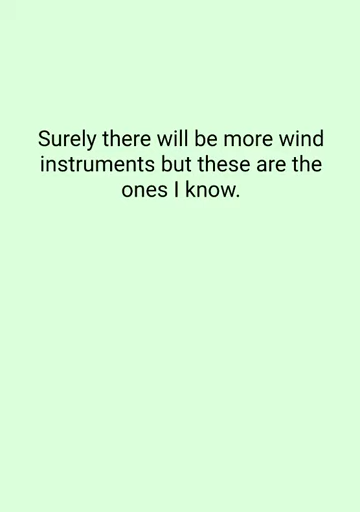 Surely there will be more wind
instruments but these are the
ones I know.